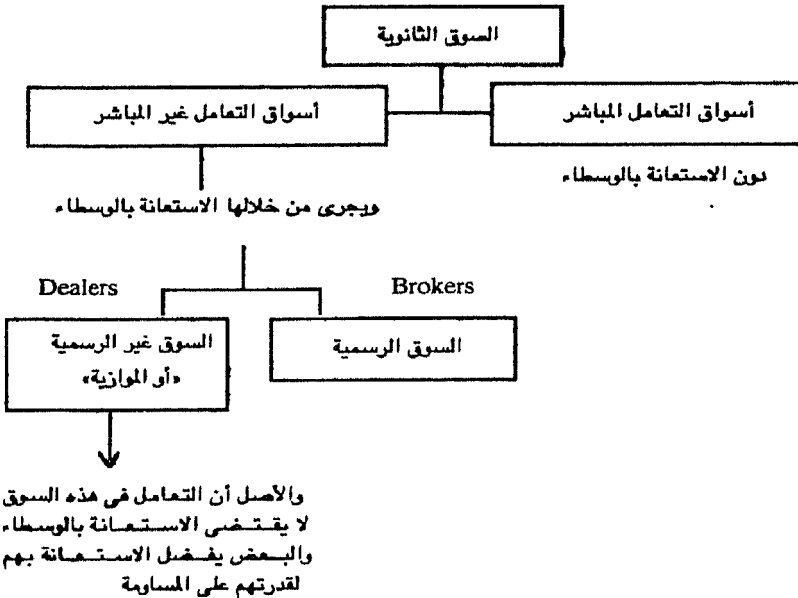 السوق الثانوية
أسواق التعامل المباشر
أسواق التعامل غير المباشر
دون الاستعانة بالوسطاء
ويجرى من خلالها الاستعانة بالوسطاء
Brokers
Dealers
السوق الرسمية
السوق غير الرسمية
«أو الموازية»
والأصل أن التعامل فى هذه السوق
لا يقتضى الاستعانة بالوسطاء
والبعض يفضل الاستعانة بهم
لقدرتهم على المساومة